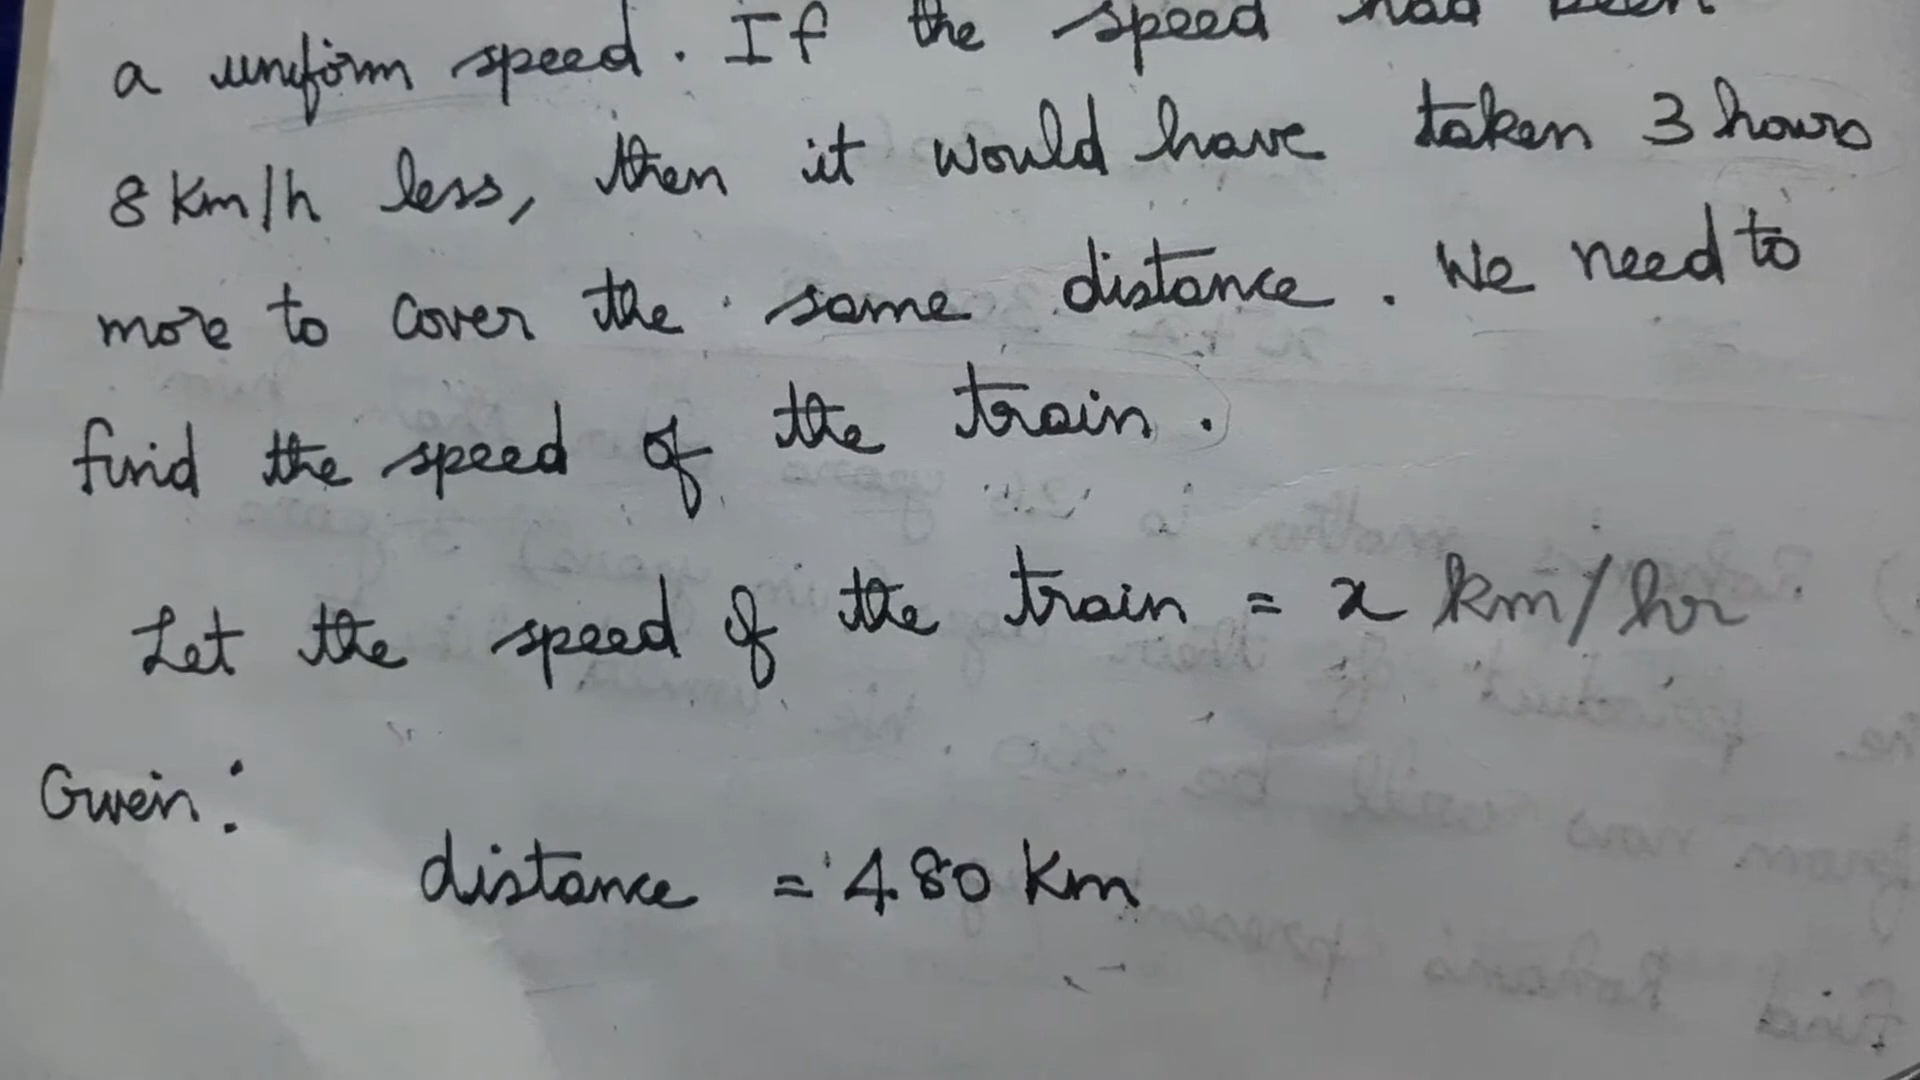 a uniform speed. If the speed had been
8 Km/h less, then it would have taken 3 hours
more to cover the same distance. We need to
find the speed of the train.
Let the speed of the train = x km/hr
Given:
distance = 480 Km